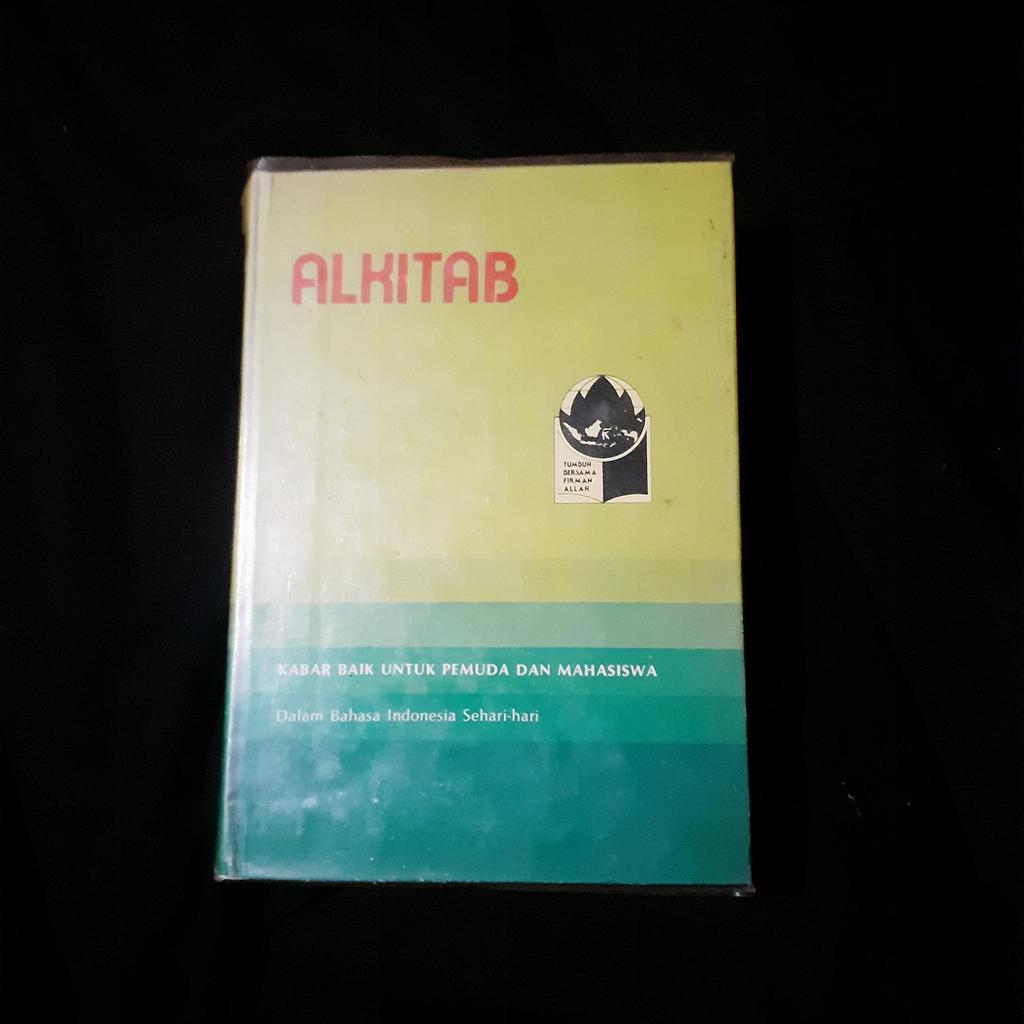 ALKITAB
TUMBUH
BERSAMA
FIRMAN
ALLAH
KABAR BAIK UNTUK PEMUDA DAN MAHASISWA
Dalam Bahasa Indonesia Sehari-hari